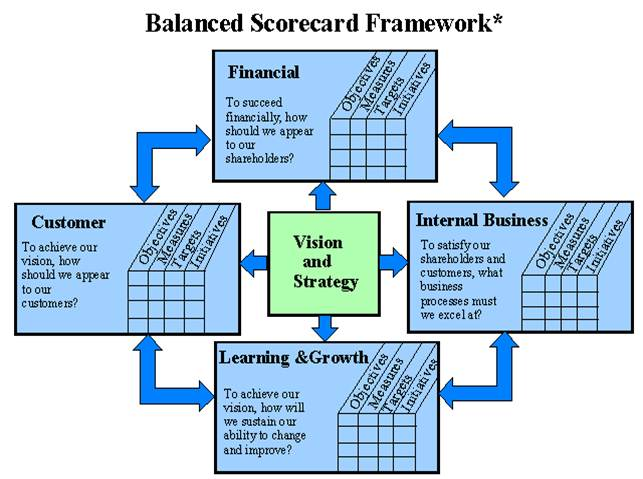 Balanced Scorecard Framework*
Financial
To succeed
financially, how
should we appear
to our
shareholders?
Objectives
Measures
Targets
Initiatives
Customer
To achieve our
vision, how
should we appear
to our
customers?
Objectives
Measures
Targets
Initiatives
Vision
and
Strategy
Internal Business
To satisfy our
shareholders and
customers, what
business
processes must
we excel at?
Objectives
Measures
Targets
Initiatives
Learning &Growth
To achieve our
vision, how will
we sustain our
ability to change
and improve?
Objectives
Measures
Targets
Initiatives